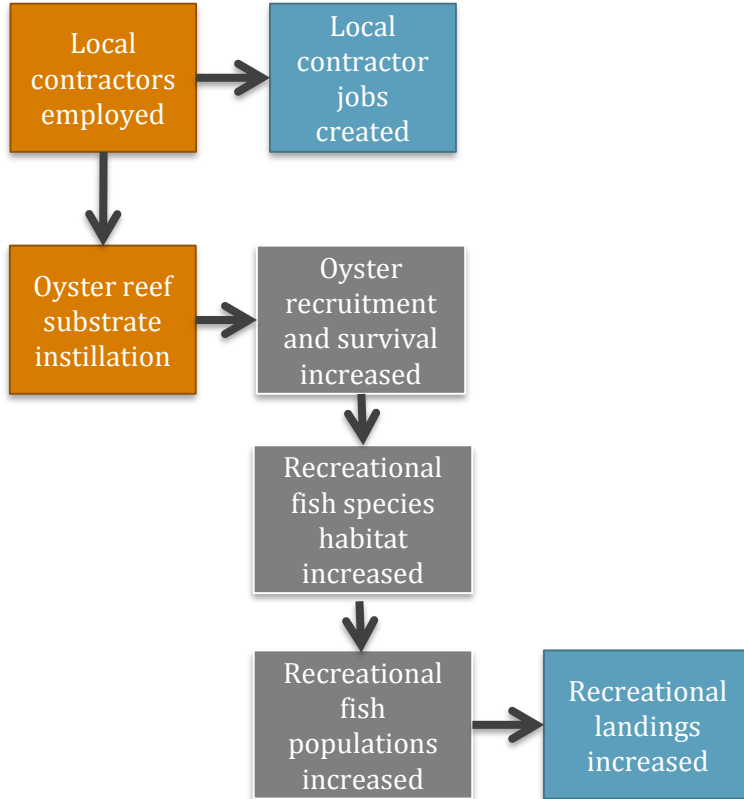 Local
contractors
employed
Local
contractor
jobs
created
Oyster reef
substrate
instillation
Oyster
recruitment
and survival
increased
Recreational
fish species
habitat
increased
Recreational
fish
populations
increased
Recreational
landings
increased